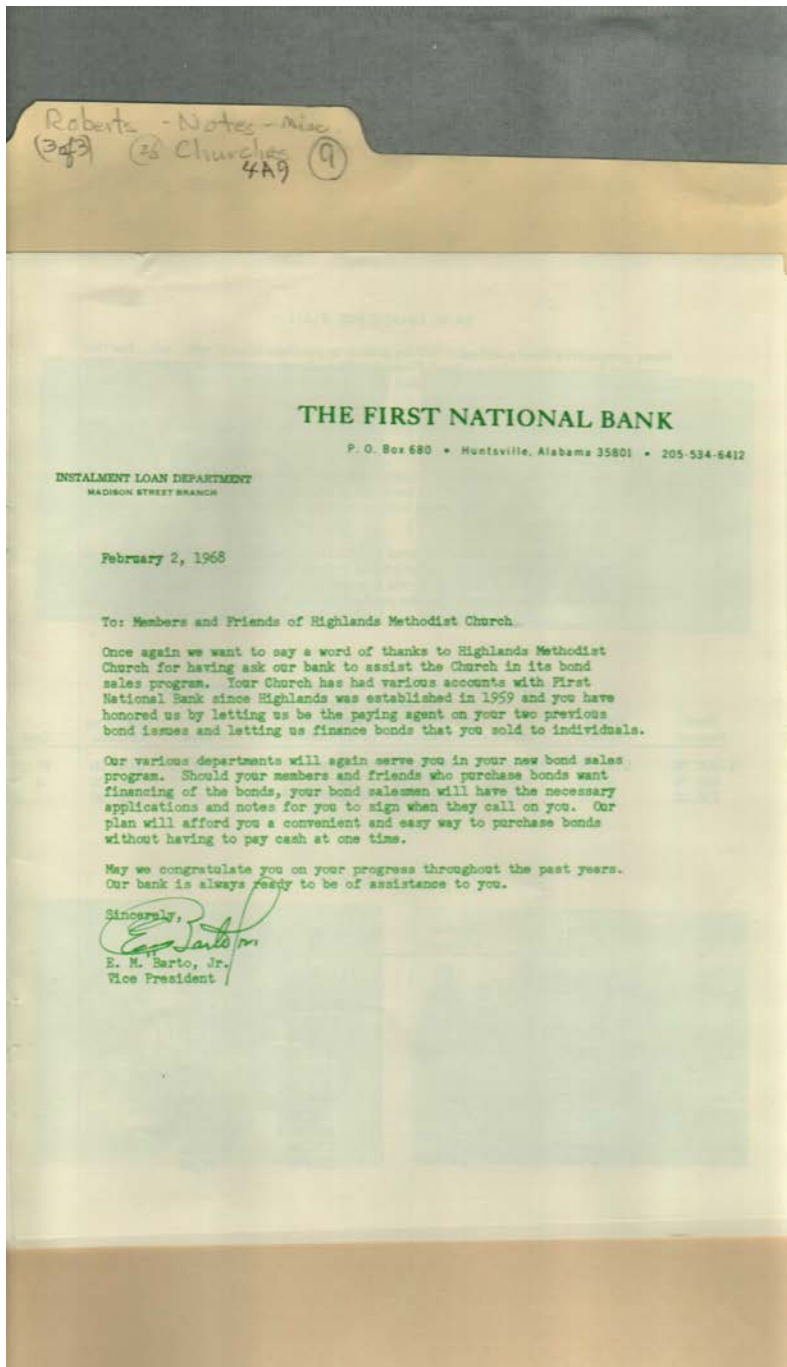 Roberts - Notes - Misc
(3 of 3) Churches 9
4A9
THE FIRST NATIONAL BANK
P. O. Box 680 • Huntsville, Alabama 35801 • 205-534-6412
INSTALMENT LOAN DEPARTMENT
MADISON STREET BRANCH
February 2, 1968
To: Members and Friends of Highlands Methodist Church
Once again we want to say a word of thanks to Highlands Methodist
Church for having ask our bank to assist the Church in its bond
sales program. Your Church has had various accounts with First
National Bank since Highlands was established in 1959 and you have
honored us by letting us be the paying agent on your two previous
bond issues and letting us finance bonds that you sold to individuals.
Our various departments will again serve you in your new bond sales
program. Should your members and friends who purchase bonds want
financing of the bonds, your bond salesmen will have the necessary
applications and notes for you to sign when they call on you. Our
plan will afford you a convenient and easy way to purchase bonds
without having to pay cash at one time.
May we congratulate you on your progress throughout the past years.
Our bank is always ready to be of assistance to you.
Sincerely,
E. M. Barto, Jr.
Vice President